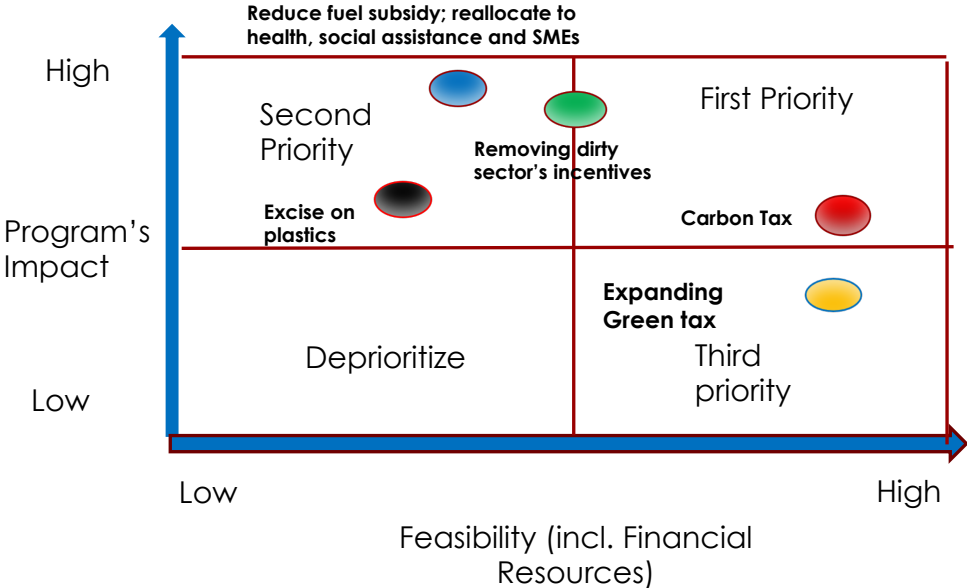 Reduce fuel subsidy; reallocate to
health, social assistance and SMEs
High
Second
Priority
First Priority
Removing dirty
sector's incentives
Excise on
plastics
Carbon Tax
Program's
Impact
Expanding
Green tax
Deprioritize
Third
priority
Low
Low
High
Feasibility (incl. Financial
Resources)